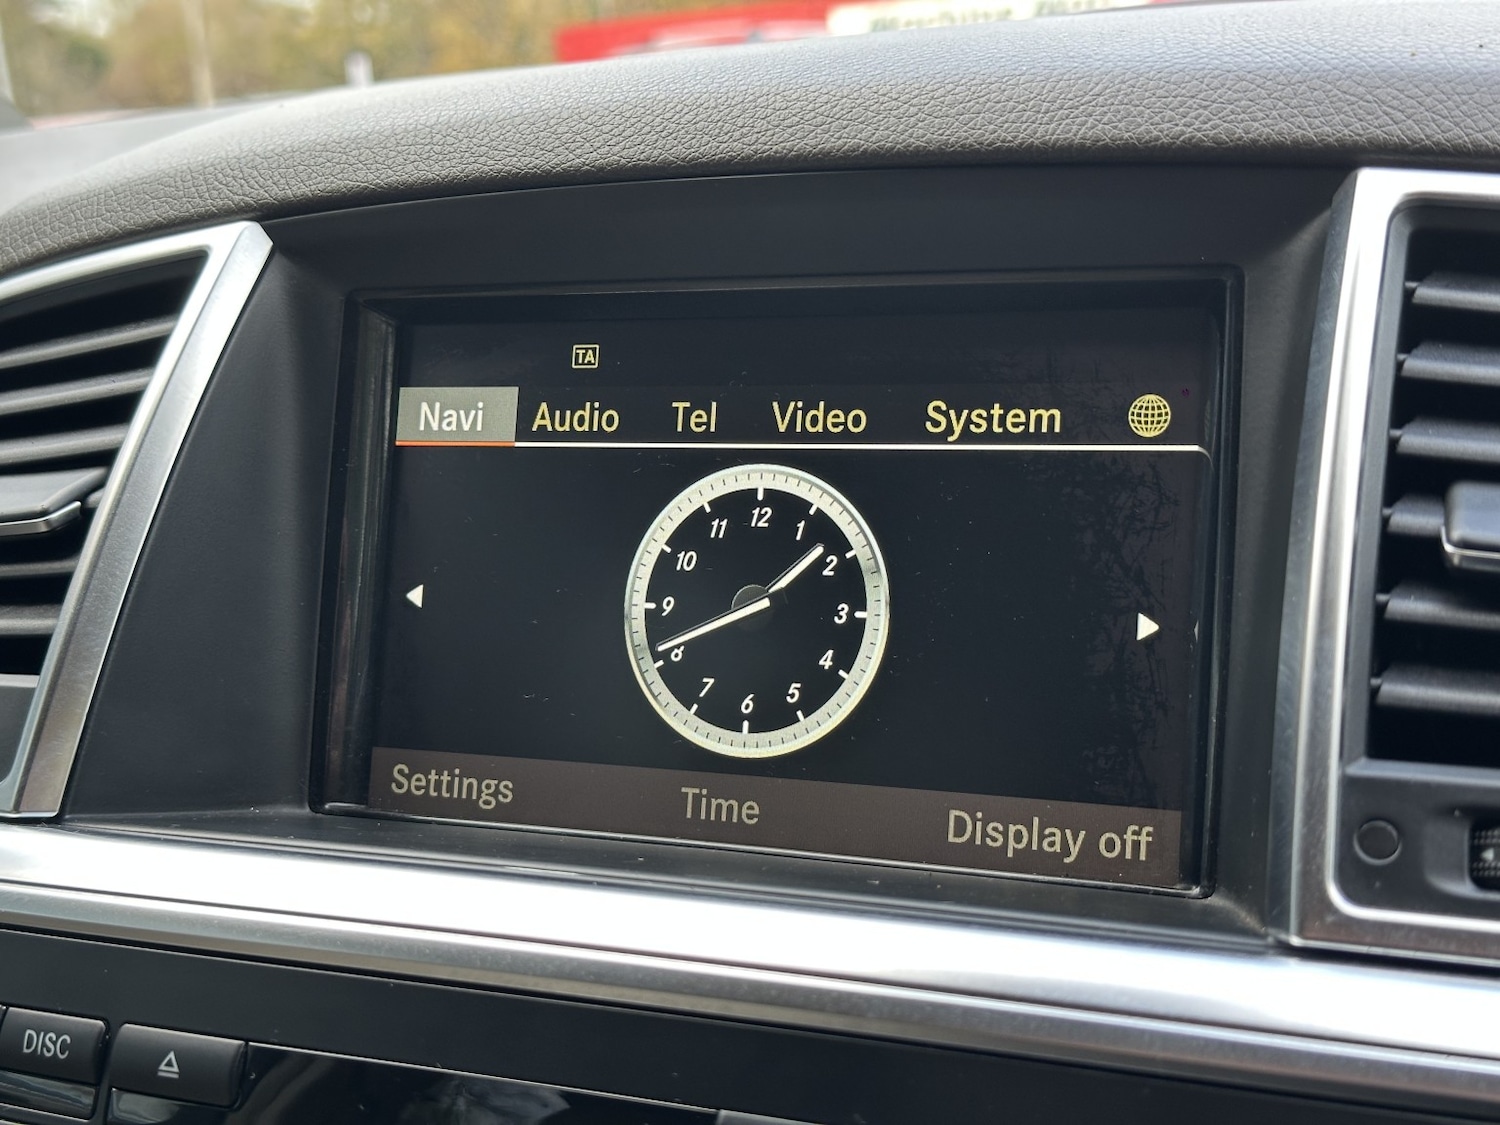 TA
Navi Audio Tel Video System
12
11 1
10 2
9 3
8 4
7 5
6
Settings Time Display off
DISC